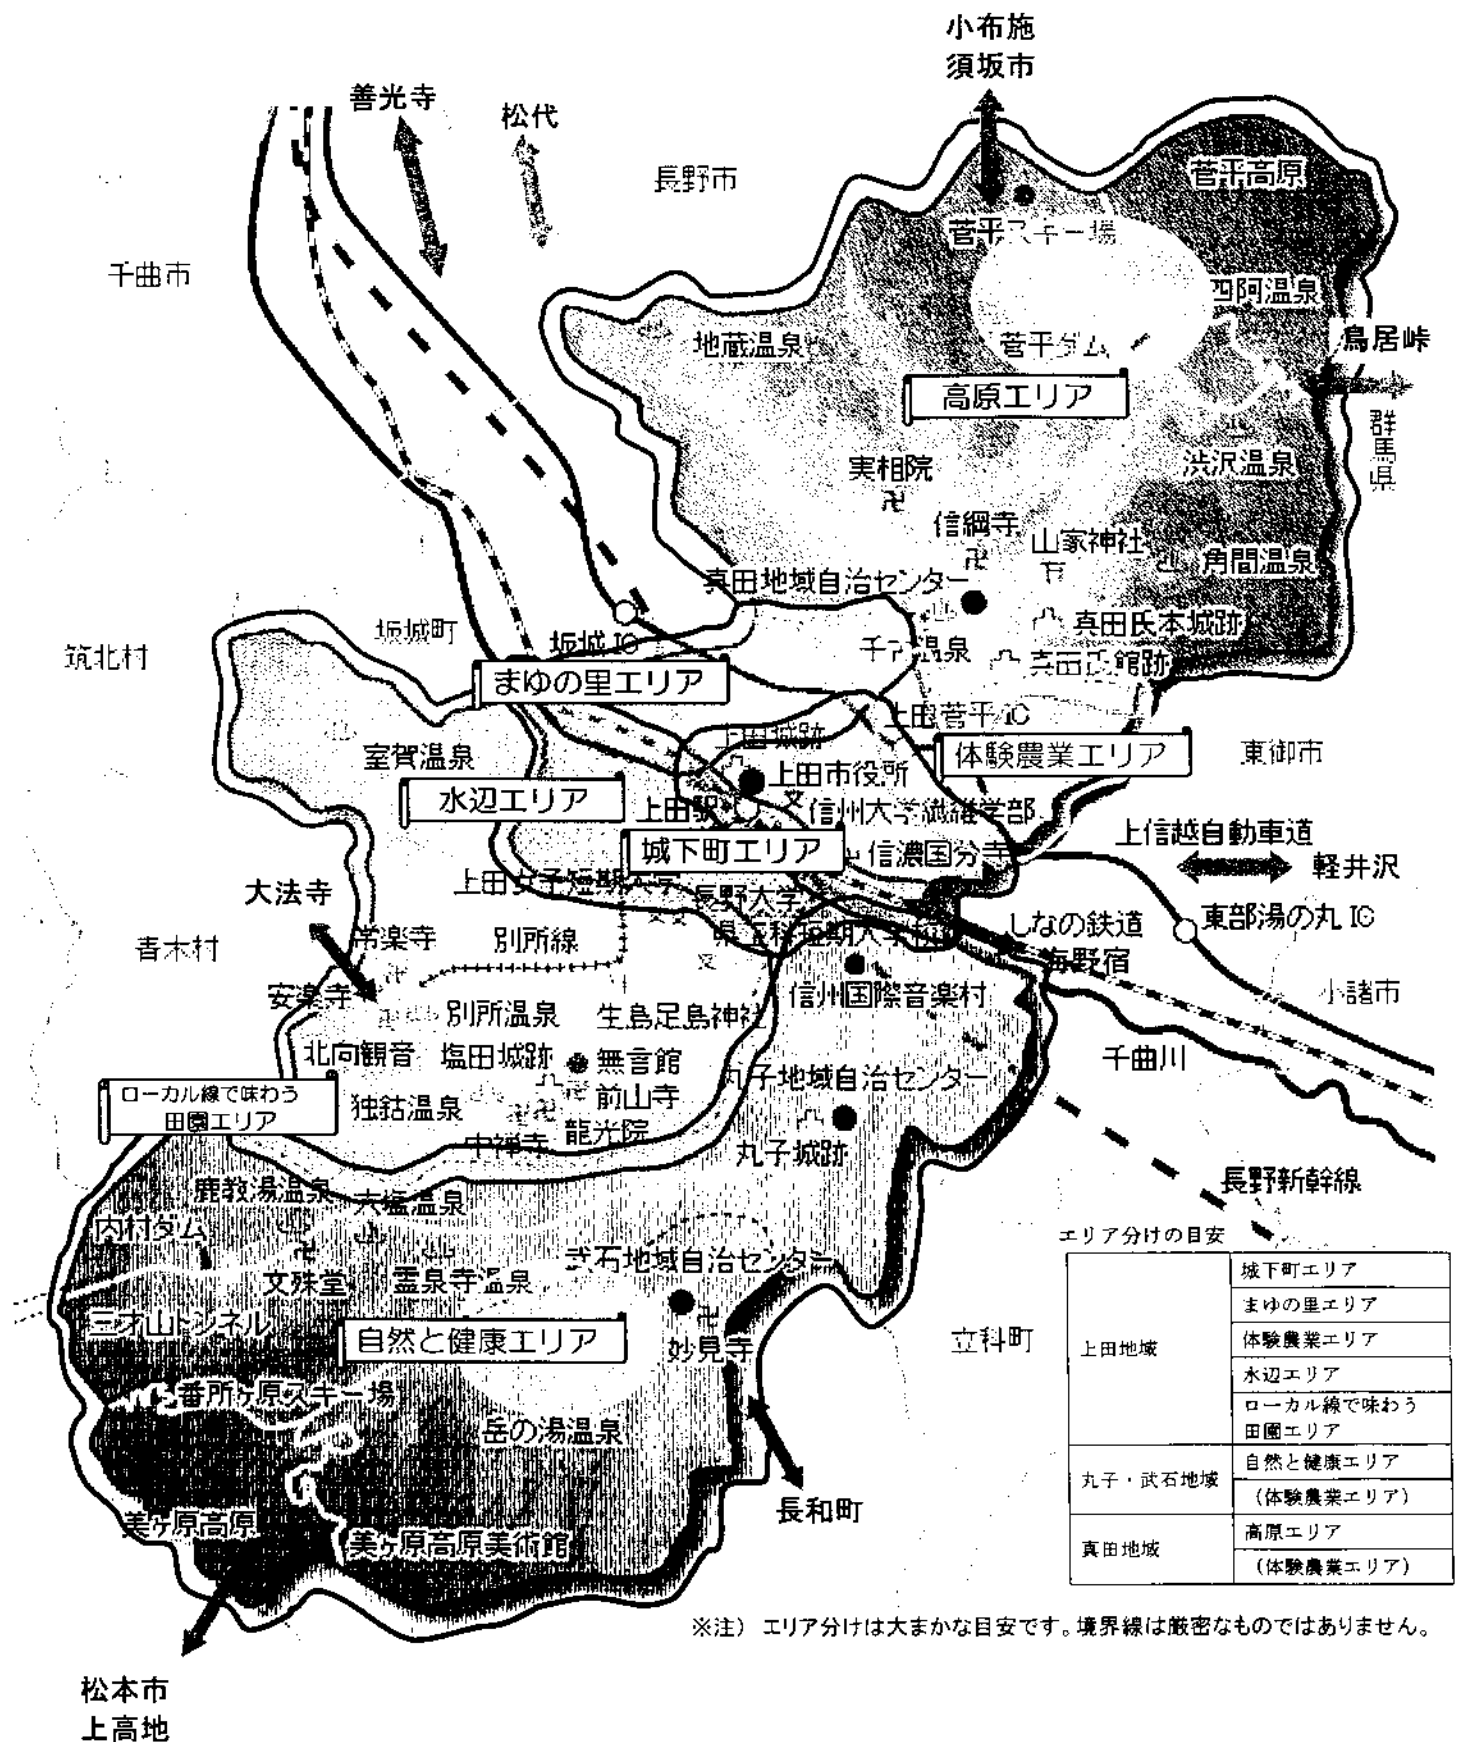 小布施
須坂市
善光寺
松代
長野市
菅平高原
菅平スキー場
千曲市
四阿温泉
地蔵温泉
菅平ダム
鳥居峠
高原エリア
群馬県
実相院
渋沢温泉
信綱寺
山家神社
角間温泉
真田地域自治センター
坂城町
坂城IC
真田氏本城跡
筑北村
真田氏館跡
まゆの里エリア
上田菅平IC
上田城跡
体験農業エリア
東御市
室賀温泉
上田市役所
水辺エリア
上田駅
信州大学繊維学部
上信越自動車道
城下町エリア
信濃国分寺
軽井沢
上田女子短期大学
大法寺
長野大学
東部湯の丸IC
しなの鉄道
常楽寺
別所線
青木村
海野宿
安楽寺
信州国際音楽村
小諸市
別所温泉
生島足島神社
北向観音
塩田城跡
無言館
千曲川
丸子地域自治センター
ローカル線で味わう
田園エリア
独鈷温泉
前山寺
中禅寺
龍光院
丸子城跡
長野新幹線
鹿教湯温泉
大塩温泉
内村ダム
武石地域自治センター
文殊堂
霊泉寺温泉
三才山トンネル
自然と健康エリア
妙見寺
立科町
番所ヶ原スキー場
岳の湯温泉
長和町
美ヶ原高原
美ヶ原高原美術館
松本市
上高地
エリア分けの目安
上田地域
城下町エリア
まゆの里エリア
体験農業エリア
水辺エリア
ローカル線で味わう
田園エリア
丸子・武石地域
自然と健康エリア
（体験農業エリア）
真田地域
高原エリア
（体験農業エリア）
※注） エリア分けは大まかな目安です。境界線は厳密なものではありません。